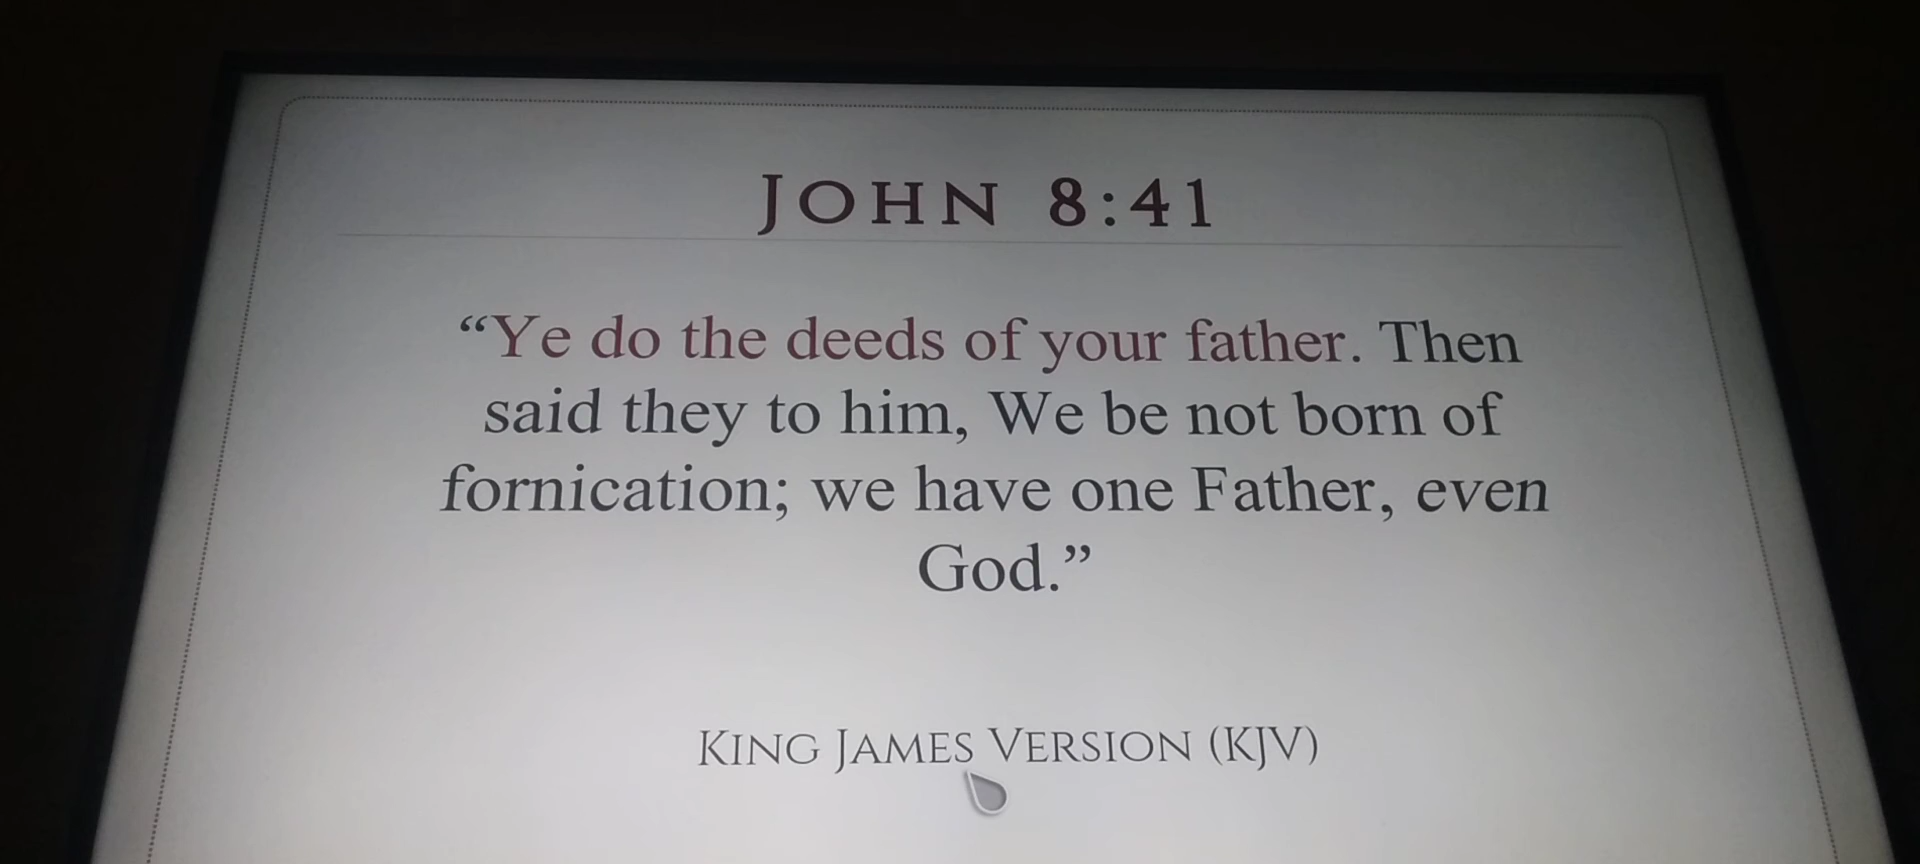 JOHN 8:41
“Ye do the deeds of your father. Then
said they to him, We be not born of
fornication; we have one Father, even
God.”
KING JAMES VERSION (KJV)